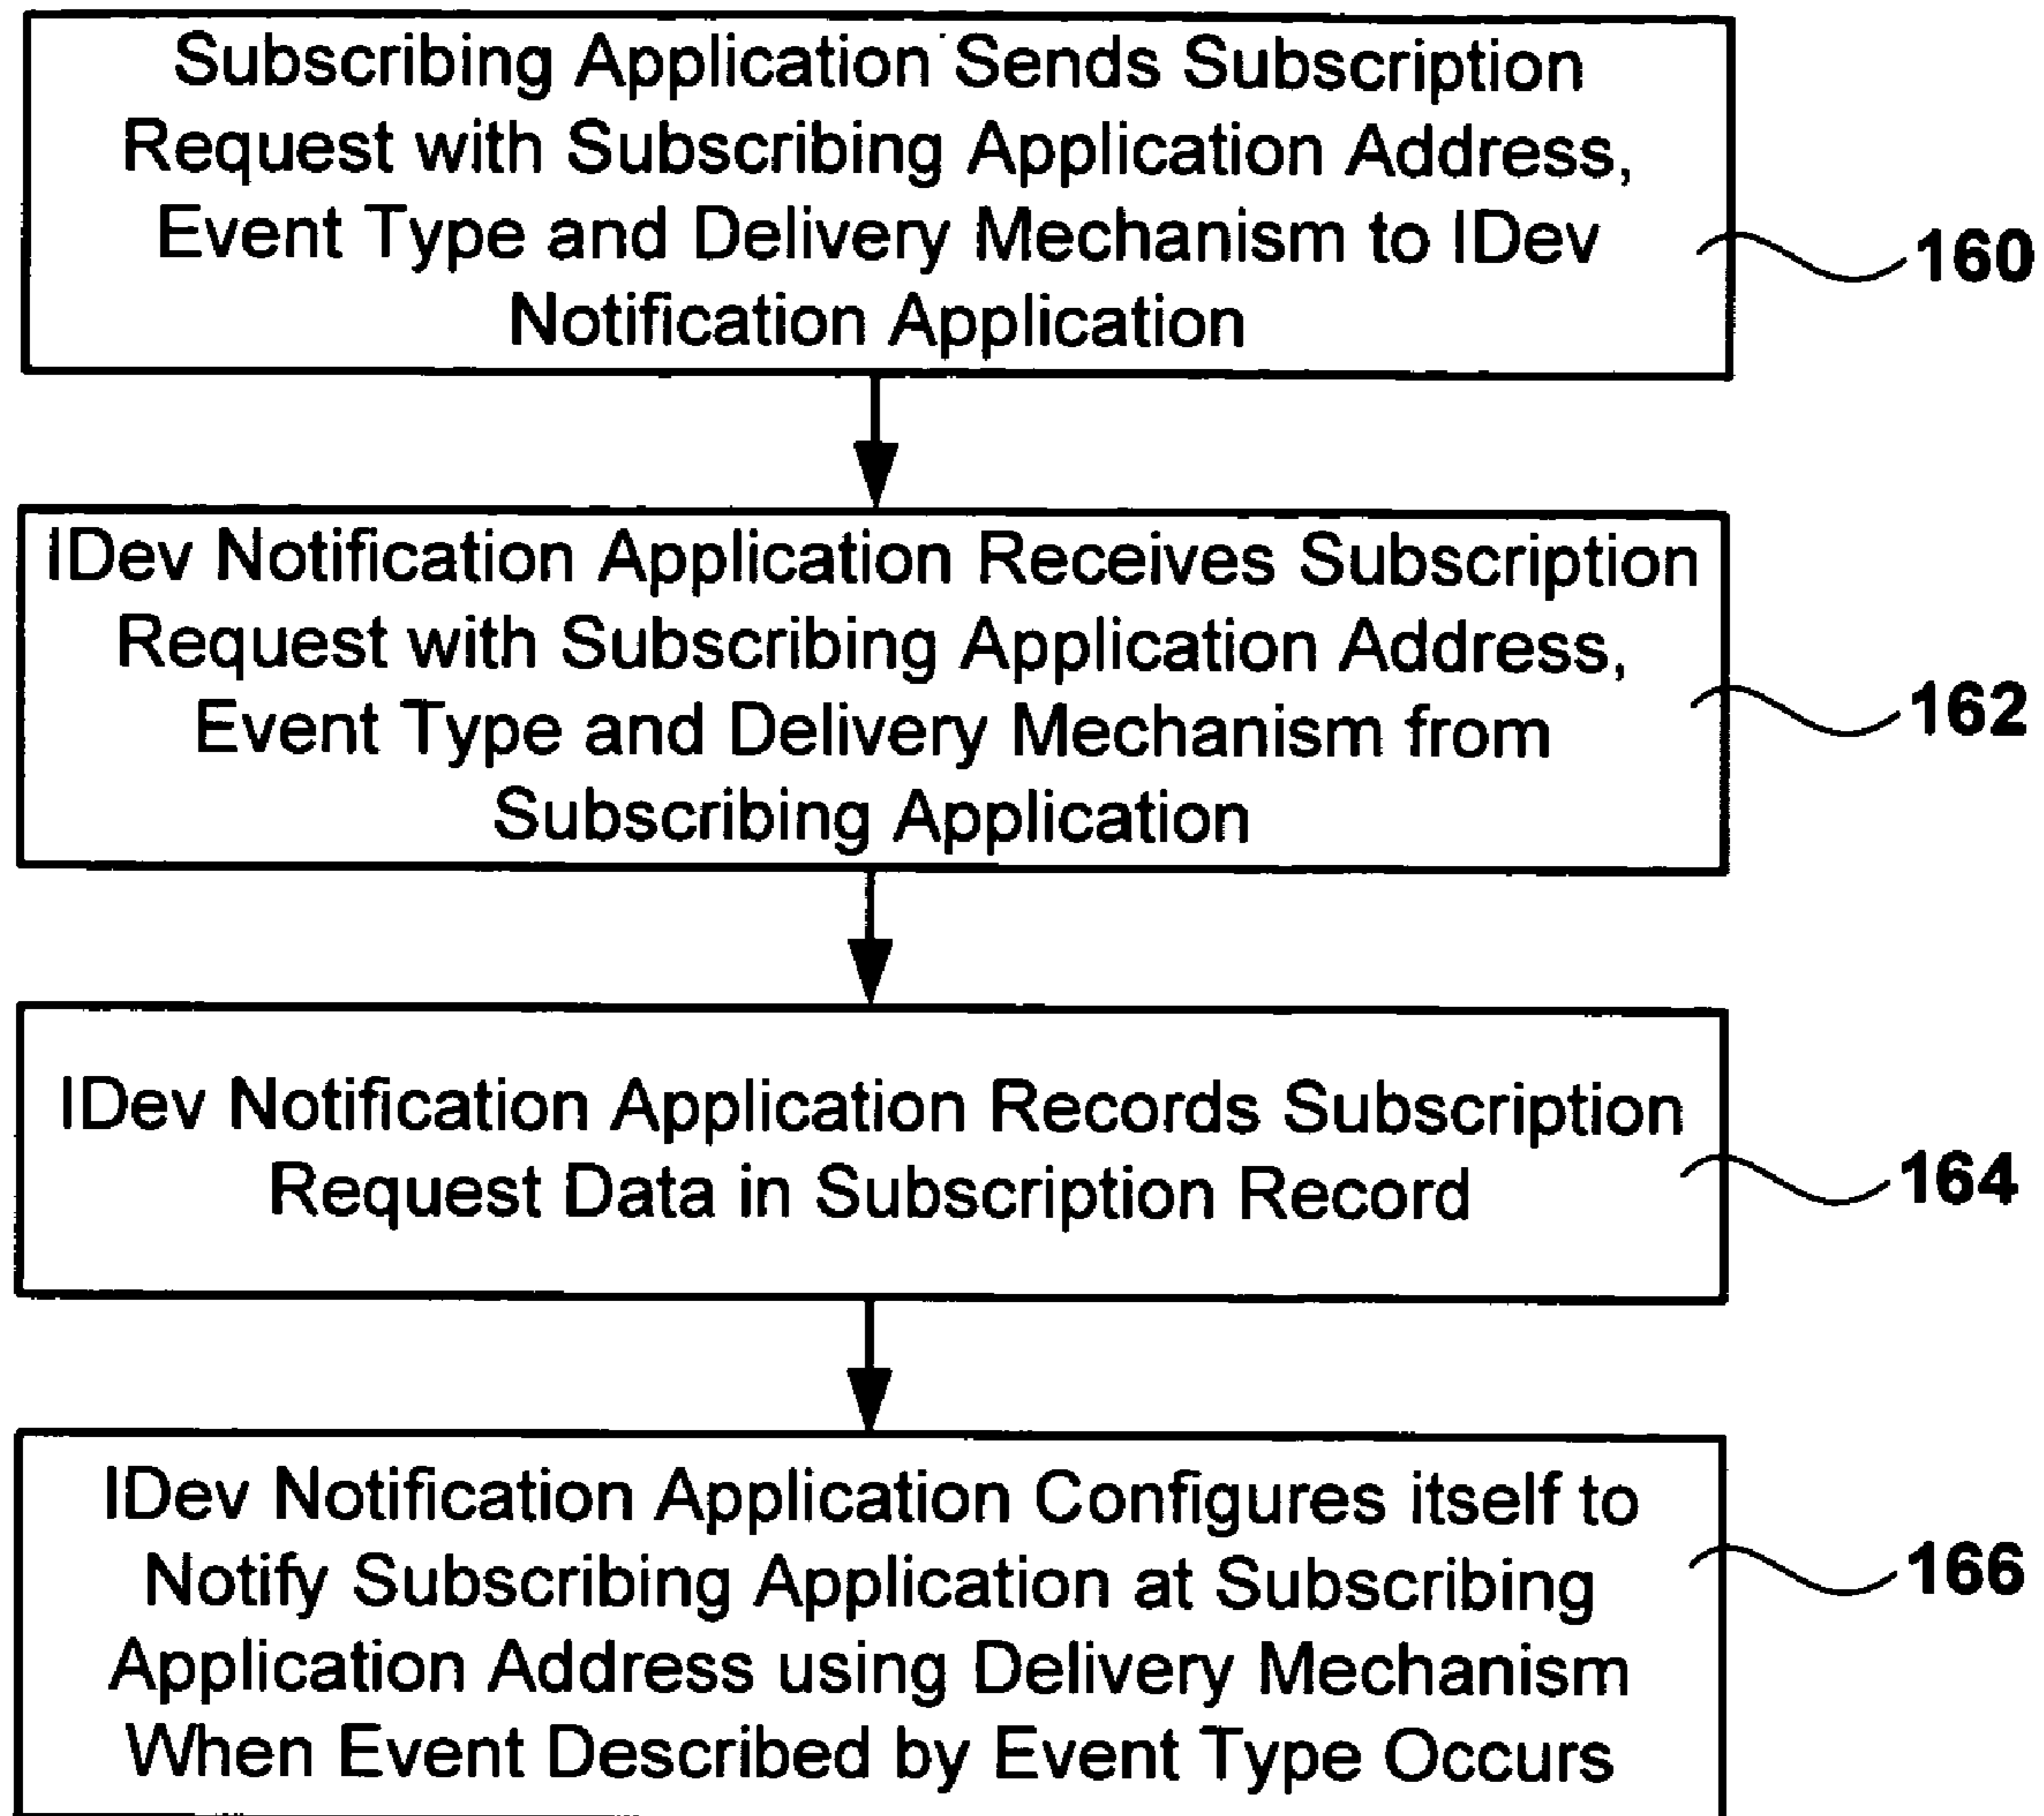 Subscribing Application Sends Subscription
Request with Subscribing Application Address,
Event Type and Delivery Mechanism to IDev
Notification Application
160
IDev Notification Application Receives Subscription
Request with Subscribing Application Address,
Event Type and Delivery Mechanism from
Subscribing Application
162
IDev Notification Application Records Subscription
Request Data in Subscription Record
164
IDev Notification Application Configures itself to
Notify Subscribing Application at Subscribing
Application Address using Delivery Mechanism
When Event Described by Event Type Occurs
166